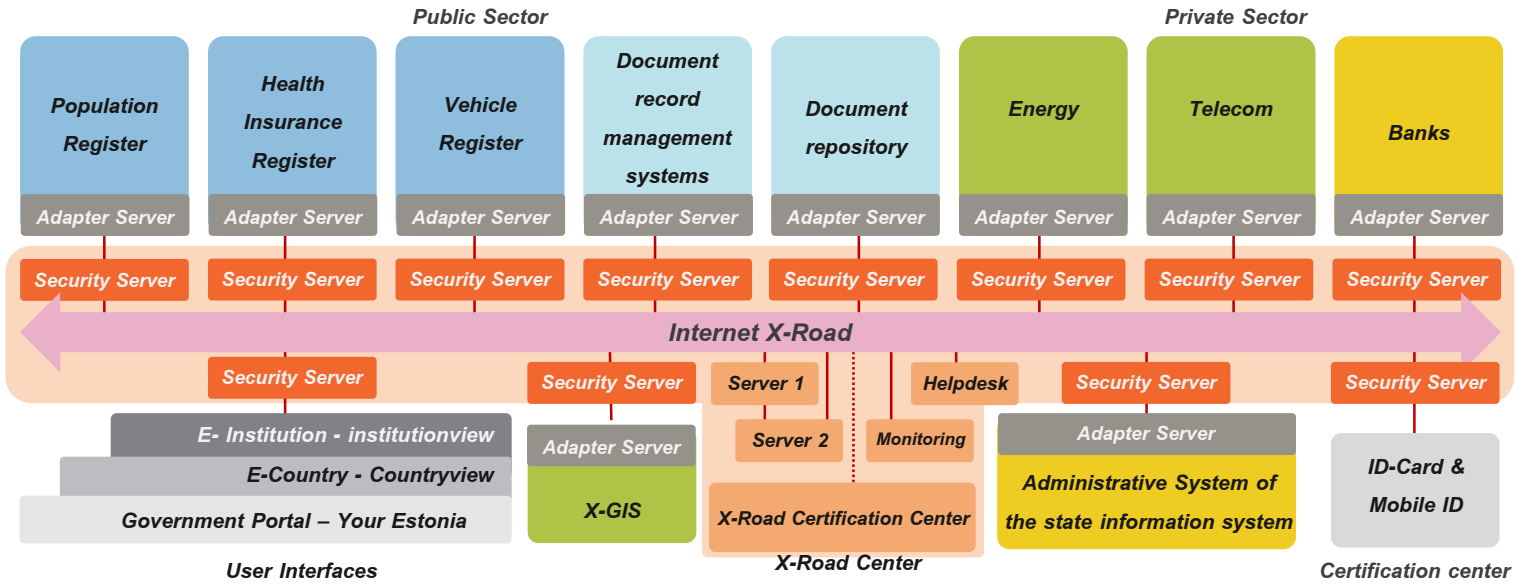 Public Sector
Private Sector
Population
Register
Health
Insurance
Register
Vehicle
Register
Document
record
management
systems
Document
repository
Energy
Telecom
Banks
Adapter Server
Adapter Server
Adapter Server
Adapter Server
Adapter Server
Adapter Server
Adapter Server
Adapter Server
Security Server
Security Server
Security Server
Security Server
Security Server
Security Server
Security Server
Security Server
Internet X-Road
Security Server
Security Server
Server 1
Helpdesk
Security Server
Security Server
E- Institution - institutionview
E-Country - Countryview
Government Portal – Your Estonia
User Interfaces
Adapter Server
X-GIS
Server 2
Monitoring
X-Road Certification Center
X-Road Center
Adapter Server
Administrative System of
the state information system
ID-Card &
Mobile ID
Certification center